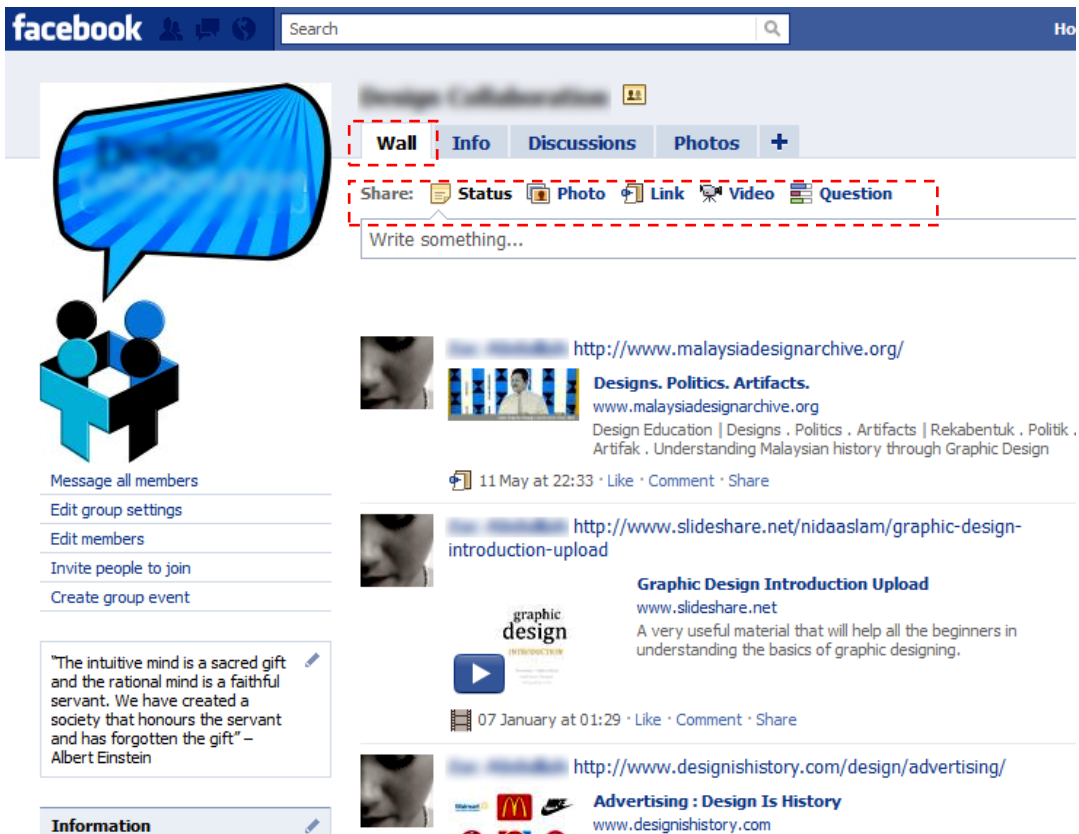 facebook
Search
Ho
Wall Info Discussions Photos +
Share: Status Photo Link Video Question
Write something...
http://www.malaysiadesignarchive.org/
Designs. Politics. Artifacts.
www.malaysiadesignarchive.org
Design Education | Designs . Politics . Artifacts | Rekabentuk . Politik .
Artifak . Understanding Malaysian history through Graphic Design
11 May at 22:33 · Like · Comment · Share
http://www.slideshare.net/nidaaslam/graphic-design-
introduction-upload
graphic
design
INTRODUCTION
Graphic Design Introduction Upload
www.slideshare.net
A very useful material that will help all the beginners in
understanding the basics of graphic designing.
07 January at 01:29 · Like · Comment · Share
http://www.designishistory.com/design/advertising/
Advertising : Design Is History
www.designishistory.com
Message all members
Edit group settings
Edit members
Invite people to join
Create group event
"The intuitive mind is a sacred gift
and the rational mind is a faithful
servant. We have created a
society that honours the servant
and has forgotten the gift” –
Albert Einstein
Information